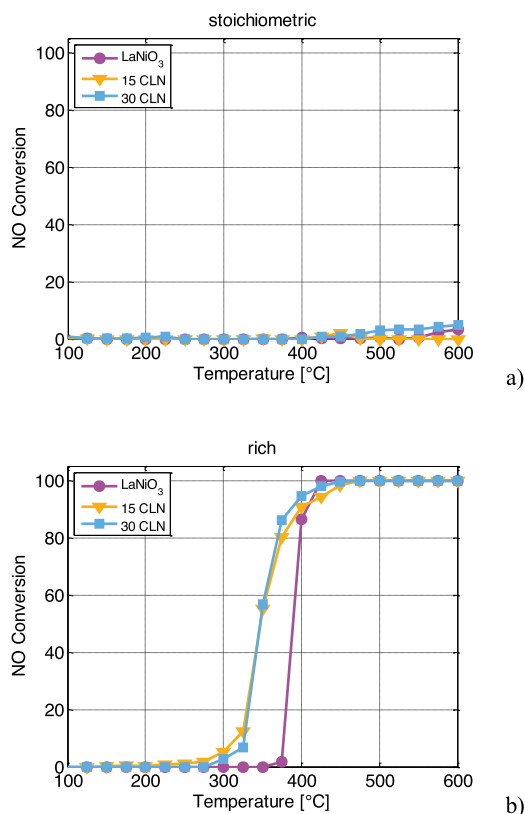 stoichiometric
100
80
60
40
20
0
NO Conversion
LaNiO3
15 CLN
30 CLN
100 200 300 400 500 600
Temperature [°C]
a)
rich
100
80
60
40
20
0
NO Conversion
LaNiO3
15 CLN
30 CLN
100 200 300 400 500 600
Temperature [°C]
b)